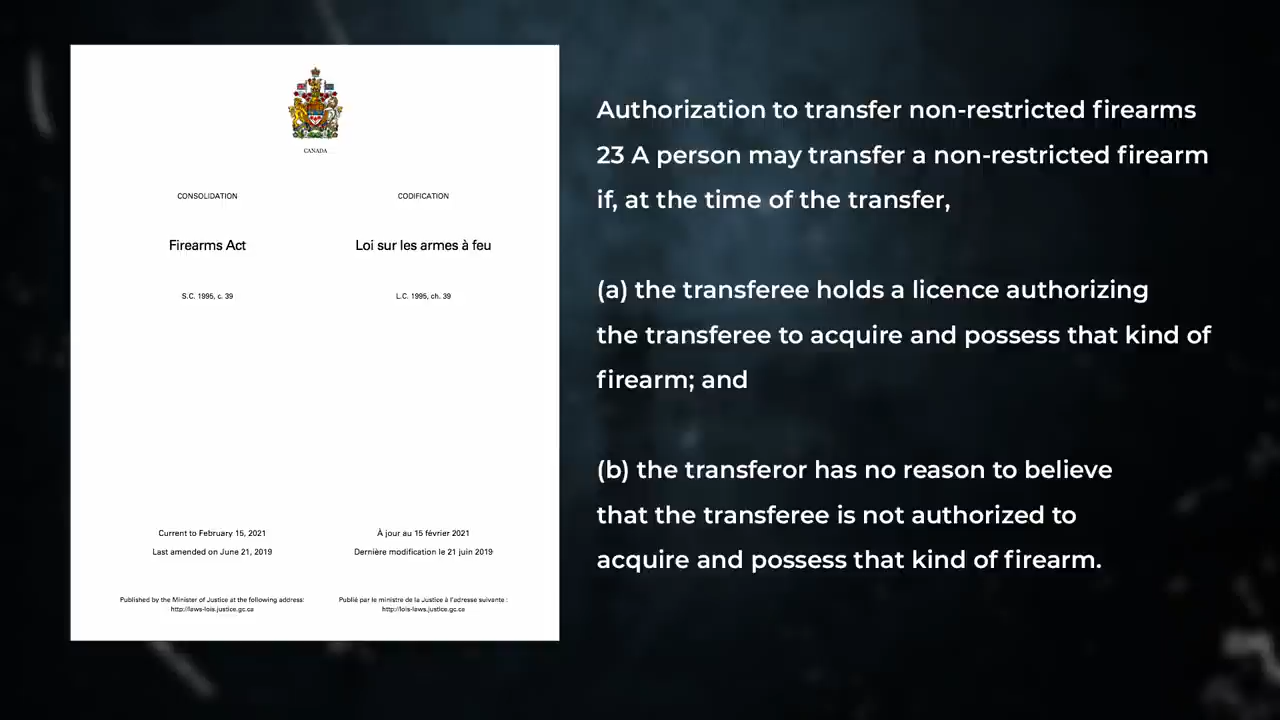 CANADA
CONSOLIDATION
CODIFICATION
Firearms Act
Loi sur les armes à feu
S.C. 1995, c. 39
L.C. 1995, ch. 39
Current to February 15, 2021
À jour au 15 février 2021
Last amended on June 21, 2019
Dernière modification le 21 juin 2019
Published by the Minister of Justice at the following address:
http://laws-lois.justice.gc.ca
Publié par le ministre de la Justice à l'adresse suivante :
http://lois-laws.justice.gc.ca
Authorization to transfer non-restricted firearms
23 A person may transfer a non-restricted firearm
if, at the time of the transfer,
(a) the transferee holds a licence authorizing
the transferee to acquire and possess that kind of
firearm; and
(b) the transferor has no reason to believe
that the transferee is not authorized to
acquire and possess that kind of firearm.